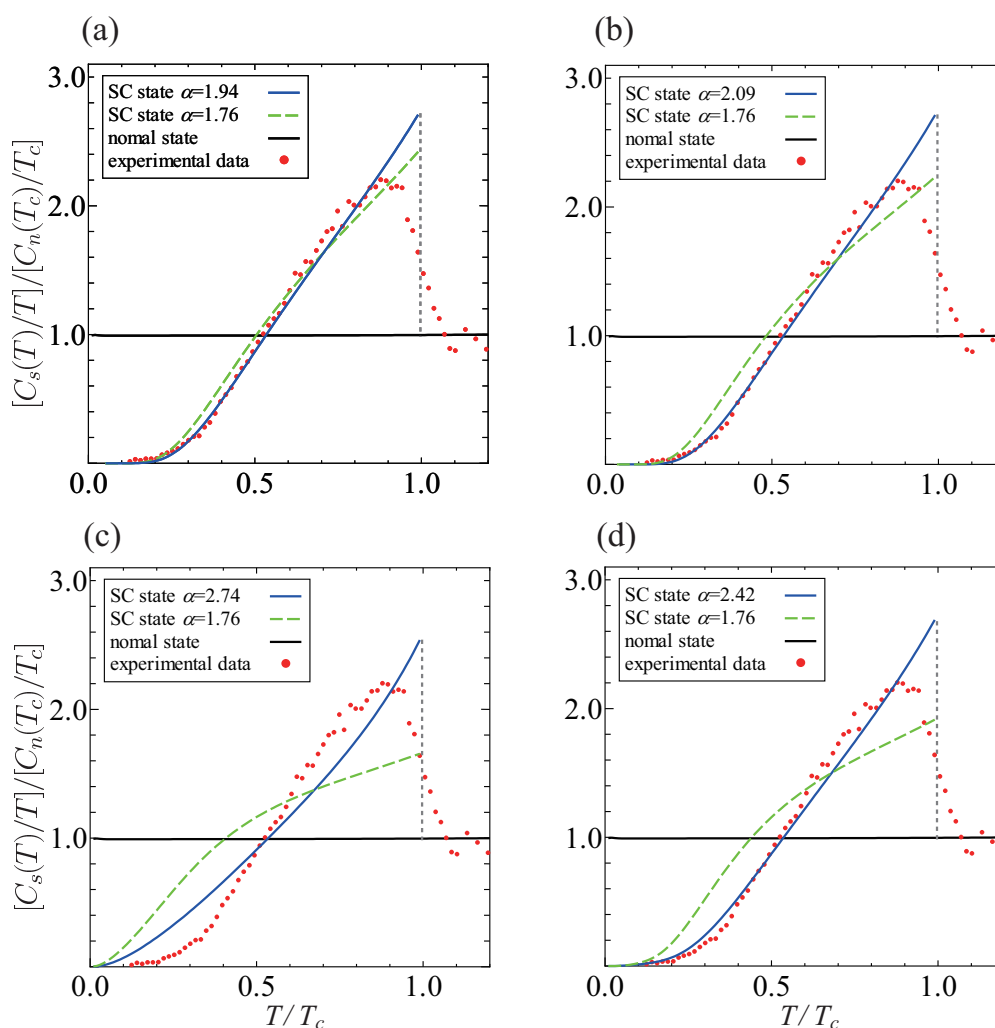 (a)
3.0
SC state α=1.94
SC state α=1.76
nomal state
experimental data
2.0
1.0
0.0
0.5
1.0
[C_s(T)/T]/[C_n(T_c)/T_c]
(b)
3.0
SC state α=2.09
SC state α=1.76
nomal state
experimental data
2.0
1.0
0.0
0.5
1.0
(c)
3.0
SC state α=2.74
SC state α=1.76
nomal state
experimental data
2.0
1.0
0.0
0.5
1.0
[C_s(T)/T]/[C_n(T_c)/T_c]
T/T_c
(d)
3.0
SC state α=2.42
SC state α=1.76
nomal state
experimental data
2.0
1.0
0.0
0.5
1.0
T/T_c